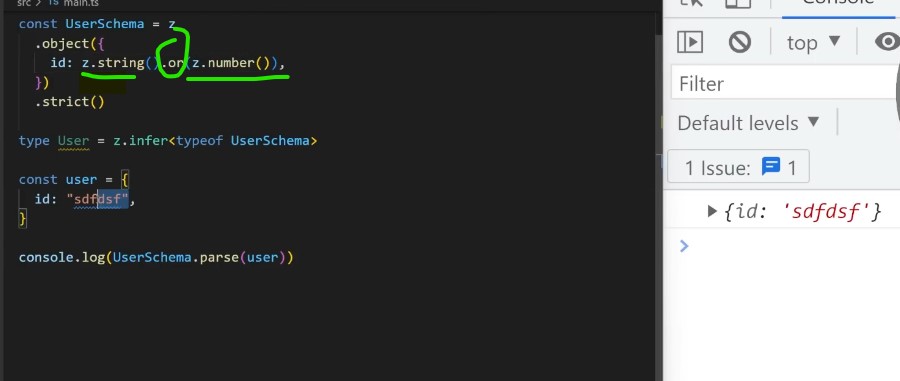 src > TS main.ts
const UserSchema = z
.object({
id: z.string().or(z.number()),
})
.strict()
type User = z.infer<typeof UserSchema>
const user = {
id: "sdfdsf",
}
console.log(UserSchema.parse(user))
Console
top ▼
Filter
Default levels ▼
1 Issue: 1
▶ {id: 'sdfdsf'}
>